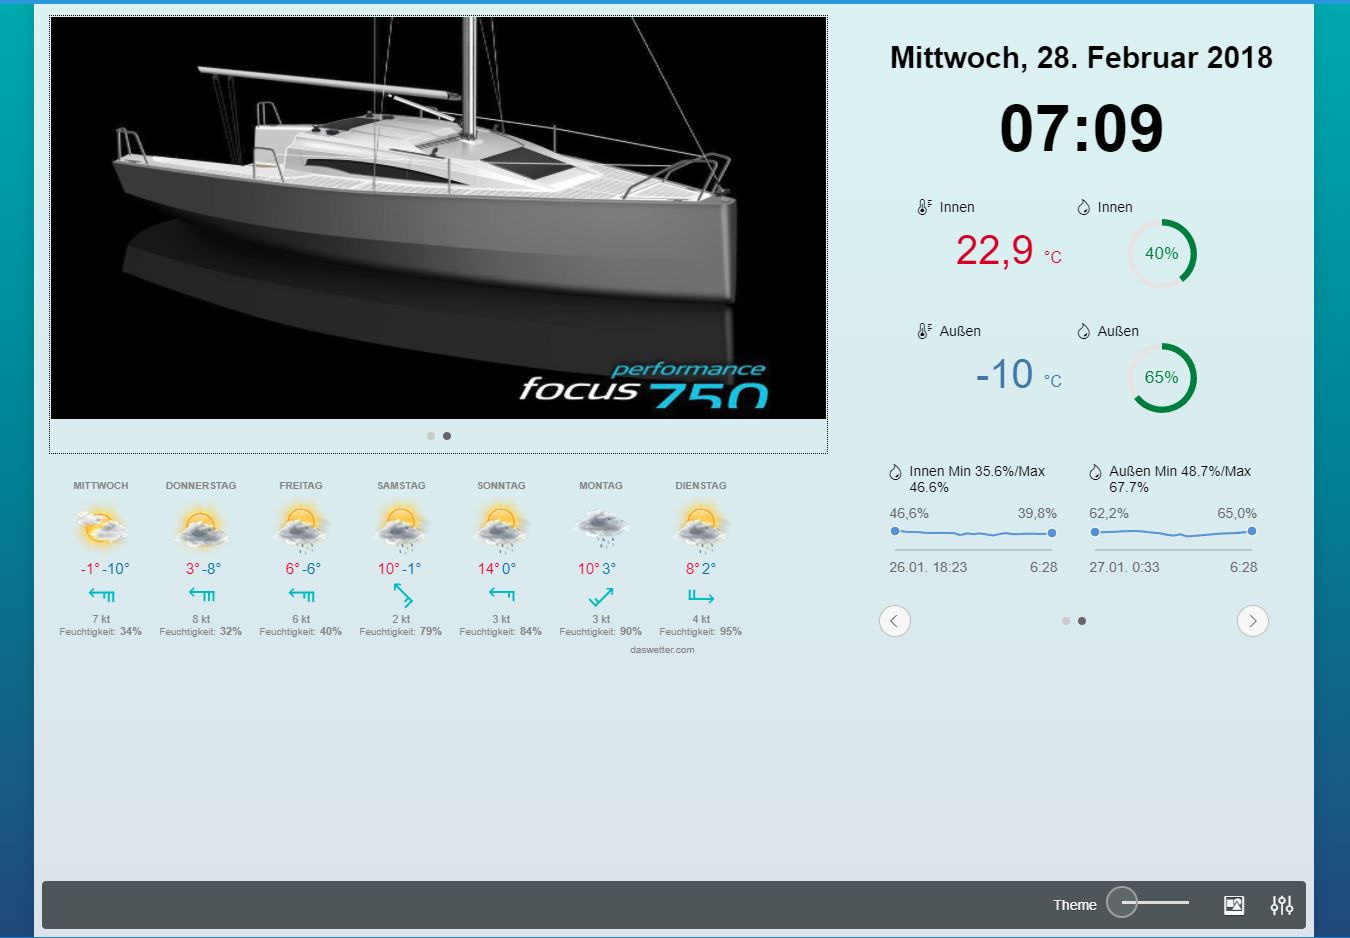 performance
focus 750
Mittwoch, 28. Februar 2018
07:09
Innen Innen
22,9 °C 40%
Außen Außen
-10 °C 65%
Innen Min 35.6%/Max
46.6%
Außen Min 48.7%/Max
67.7%
46,6% 39,8%
62,2% 65,0%
26.01. 18:23 6:28
27.01. 0:33 6:28
MITTWOCH DONNERSTAG FREITAG SAMSTAG SONNTAG MONTAG DIENSTAG
-1° -10° 3° -8° 6° -6° 10° -1° 14° 0° 10° 3° 8° 2°
7 kt 8 kt 6 kt 2 kt 3 kt 3 kt 4 kt
Feuchtigkeit: 34% Feuchtigkeit: 32% Feuchtigkeit: 40% Feuchtigkeit: 79% Feuchtigkeit: 84% Feuchtigkeit: 90% Feuchtigkeit: 95%
daswetter.com
Theme